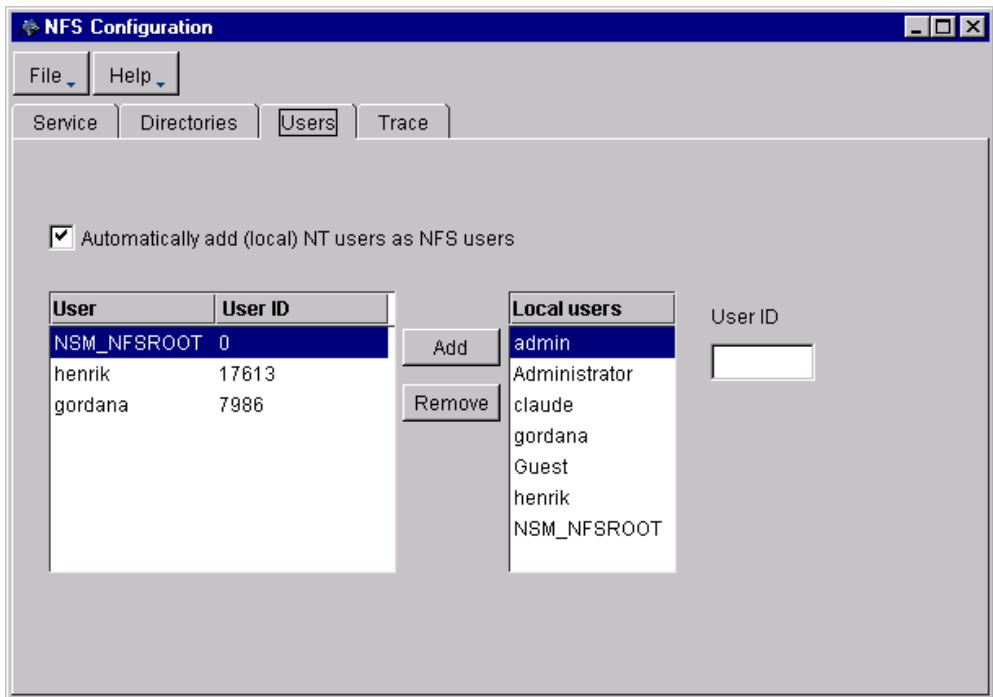 NFS Configuration
File Help
Service Directories Users Trace
Automatically add (local) NT users as NFS users
User User ID
NSM_NFSROOT 0
henrik 17613
gordana 7986
Add
Remove
Local users
admin
Administrator
claude
gordana
Guest
henrik
NSM_NFSROOT
User ID